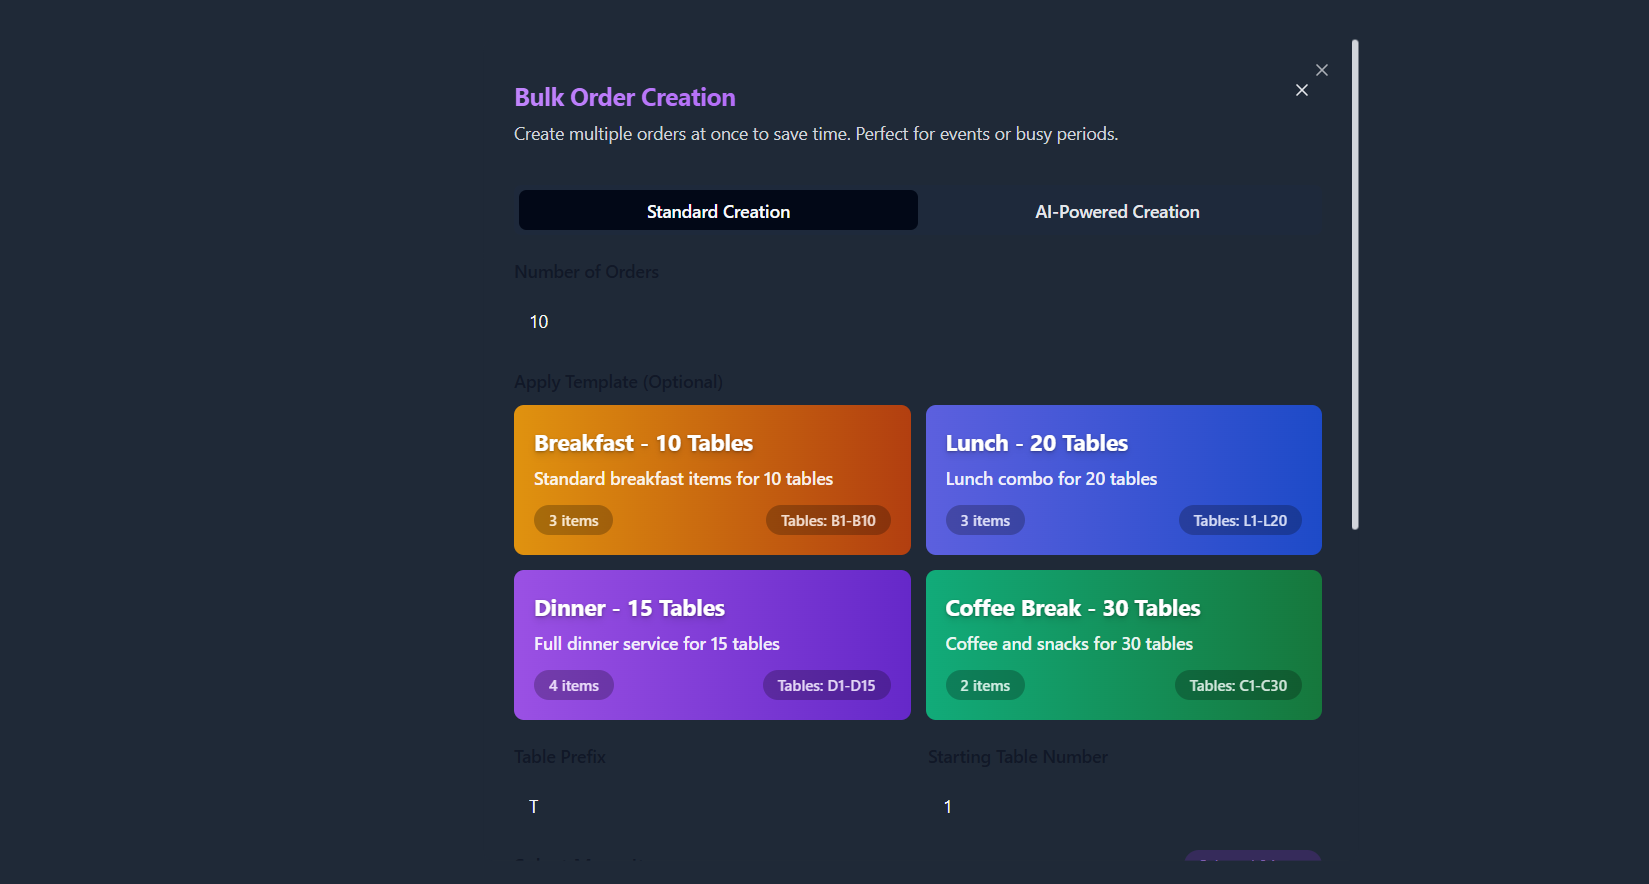 Bulk Order Creation
Create multiple orders at once to save time. Perfect for events or busy periods.
Standard Creation
AI-Powered Creation
Number of Orders
10
Apply Template (Optional)
Breakfast - 10 Tables
Standard breakfast items for 10 tables
3 items
Tables: B1-B10
Lunch - 20 Tables
Lunch combo for 20 tables
3 items
Tables: L1-L20
Dinner - 15 Tables
Full dinner service for 15 tables
4 items
Tables: D1-D15
Coffee Break - 30 Tables
Coffee and snacks for 30 tables
2 items
Tables: C1-C30
Table Prefix
Starting Table Number
T
1